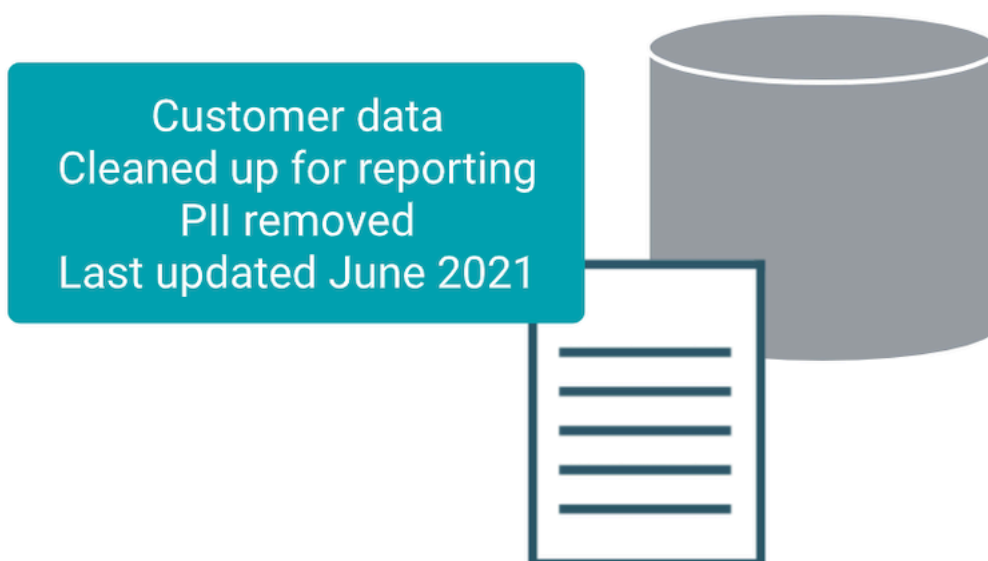 Customer data
Cleaned up for reporting
PII removed
Last updated June 2021